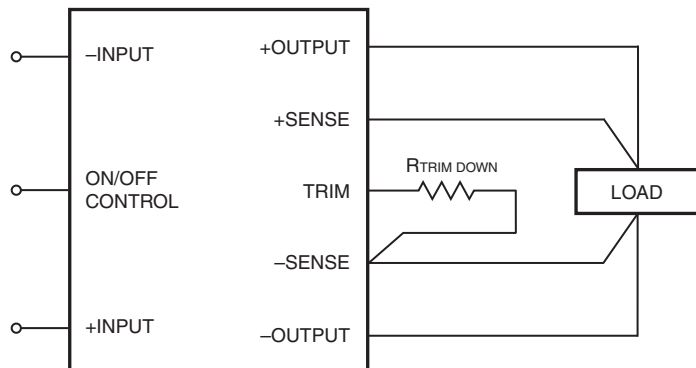 –INPUT
+OUTPUT
+SENSE
RTRIM DOWN
ON/OFF
CONTROL
TRIM
LOAD
–SENSE
+INPUT
–OUTPUT